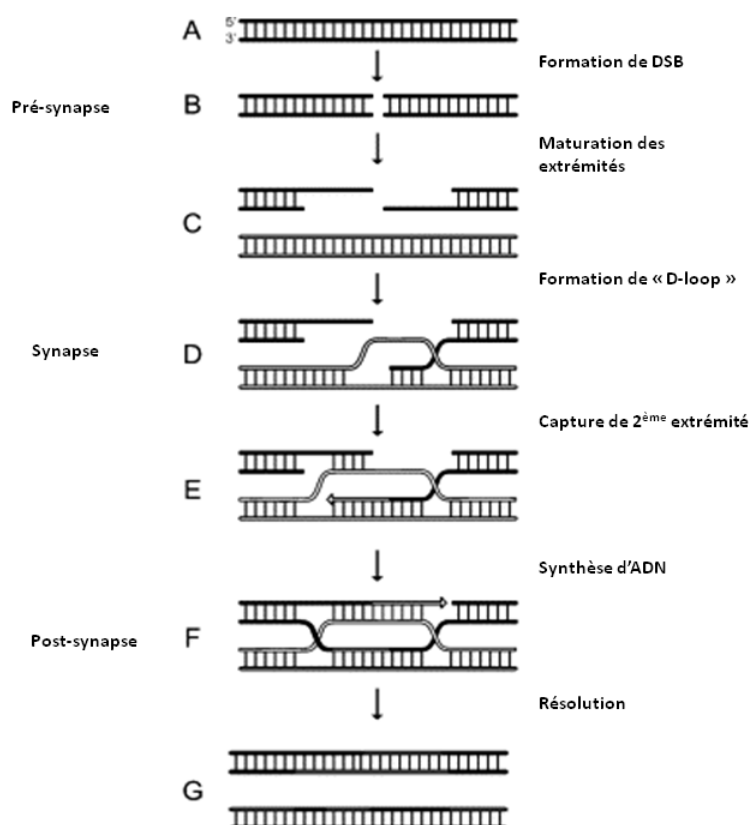 A 5'
3'
Formation de DSB
Pré-synapse
B
Maturation des
extrémités
C
Formation de « D-loop »
Synapse
D
Capture de 2ème extrémité
E
Synthèse d'ADN
Post-synapse
F
Résolution
G